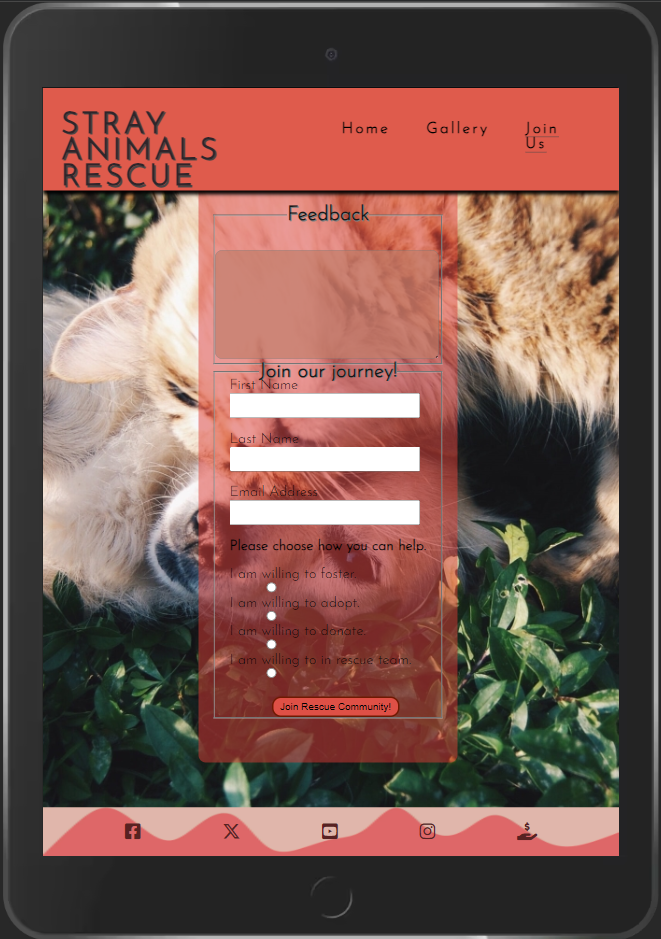 STRAY
ANIMALS
RESCUE
Home
Gallery
Join
Us
Feedback
Join our journey!
First Name
Last Name
Email Address
Please choose how you can help.
I am willing to foster.
I am willing to adopt.
I am willing to donate.
I am willing to in rescue team.
Join Rescue Community!